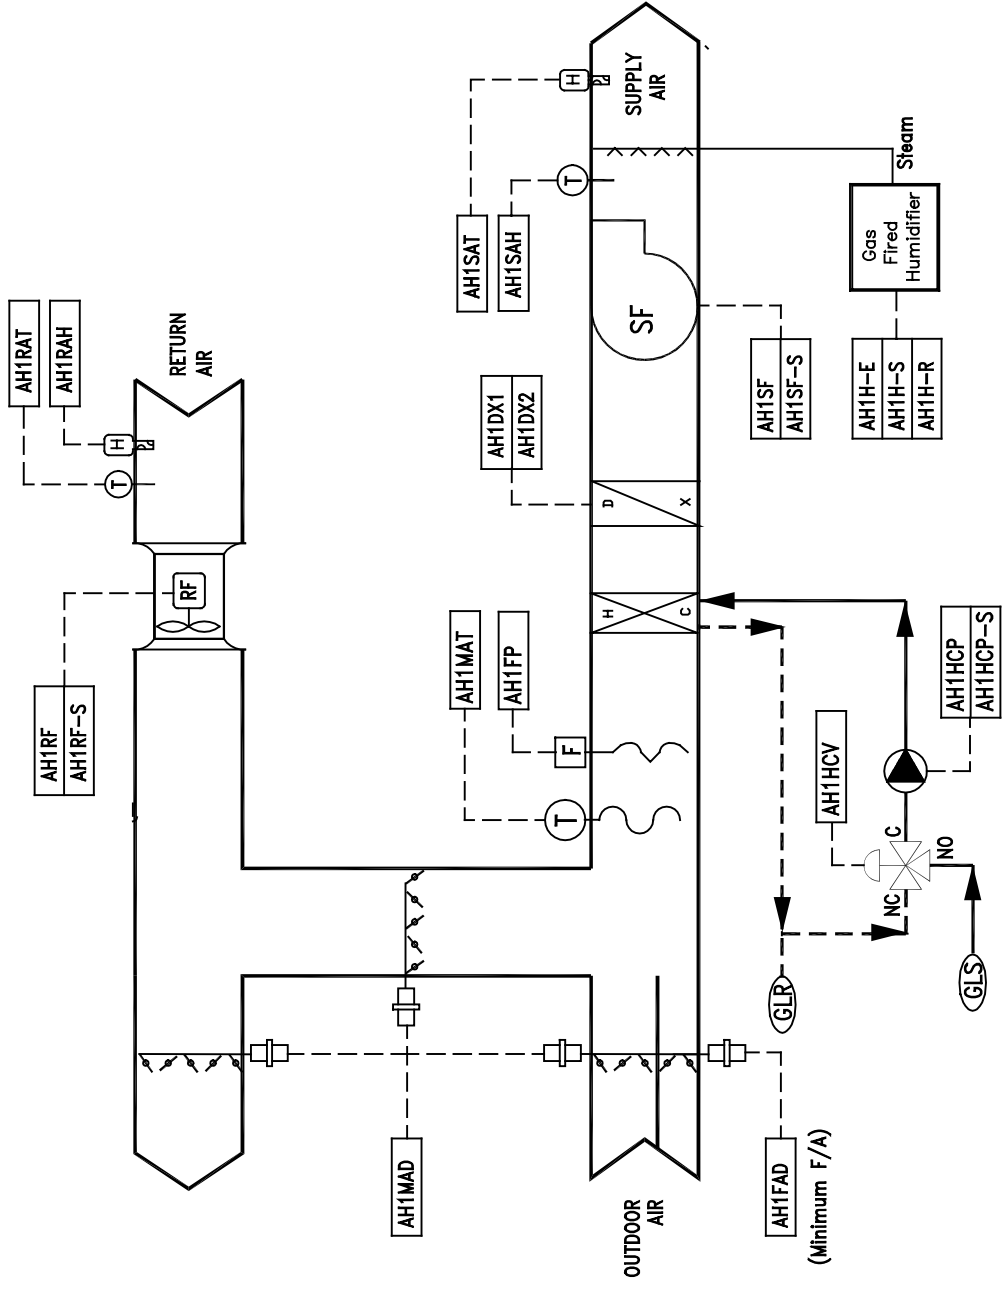 AH1RAT
AH1RAH
RETURN
AIR
H
T
RF
AH1RF
AH1RF-S
AH1SAT
AH1SAH
H
T
SUPPLY
AIR
Steam
Gas
Fired
Humidifier
AH1H-E
AH1H-S
AH1H-R
SF
AH1SF
AH1SF-S
AH1DX1
AH1DX2
D
X
H
C
AH1MAT
AH1FP
F
T
AH1HCV
AH1HCP
AH1HCP-S
C
NC
NO
GLR
GLS
AH1MAD
OUTDOOR
AIR
AH1FAD
(Minimum F/A)